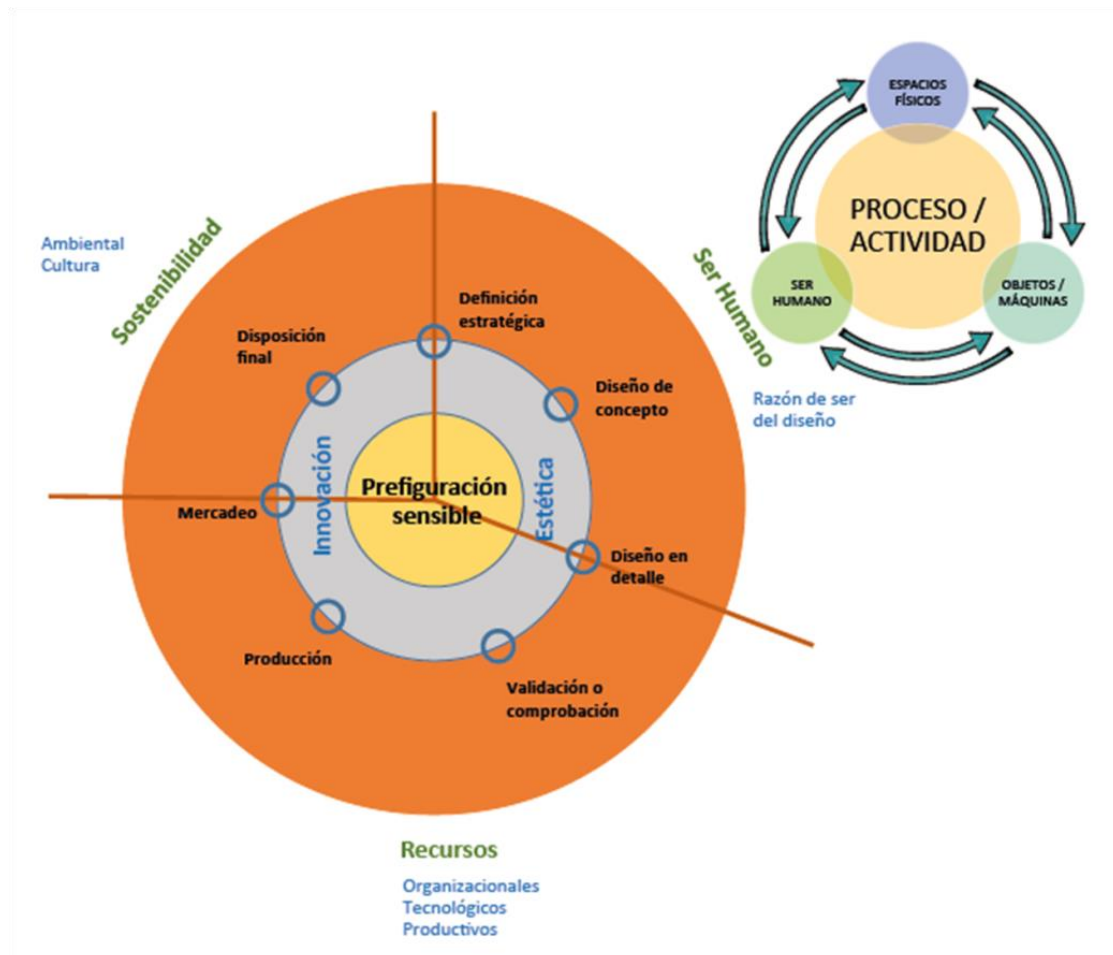 ESPACIOS
FÍSICOS
PROCESO /
ACTIVIDAD
SER
HUMANO
OBJETOS /
MÁQUINAS
Ser Humano
Razón de ser
del diseño
Sostenibilidad
Ambiental
Cultura
Definición
estratégica
Disposición
final
Diseño de
concepto
Innovación
Prefiguración
sensible
Estética
Mercadeo
Diseño en
detalle
Producción
Validación o
comprobación
Recursos
Organizacionales
Tecnológicos
Productivos